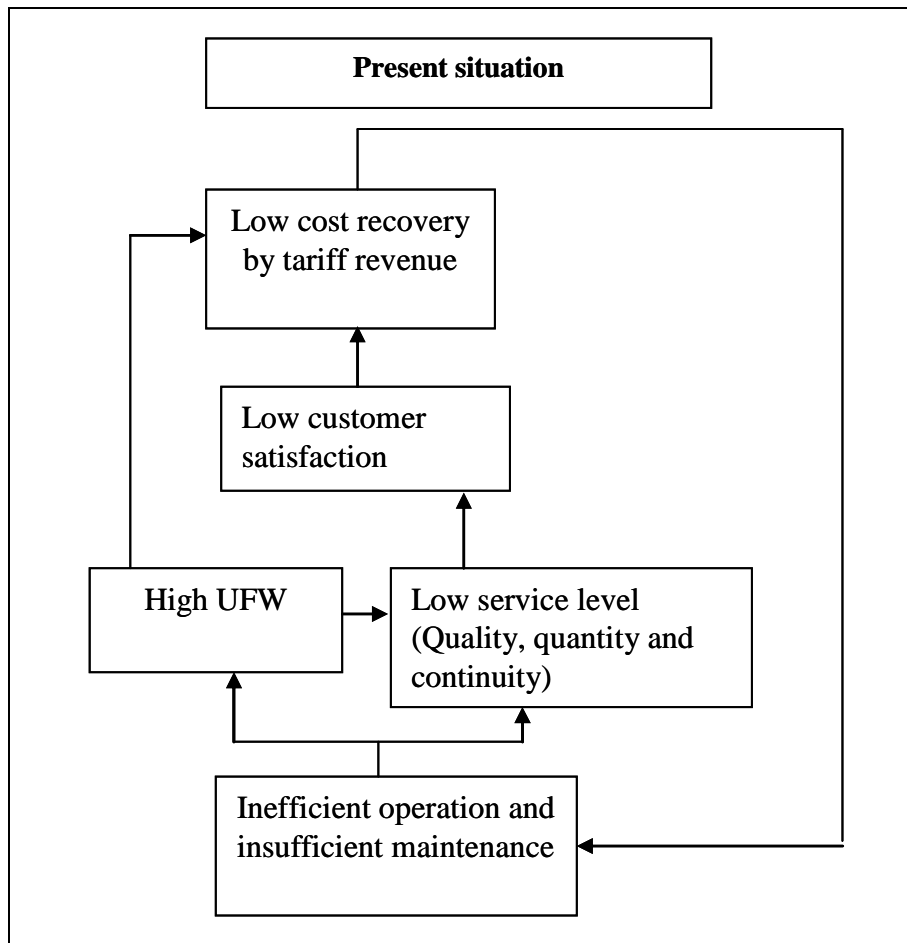 Present situation
Low cost recovery
by tariff revenue
Low customer
satisfaction
High UFW
Low service level
(Quality, quantity and
continuity)
Inefficient operation and
insufficient maintenance